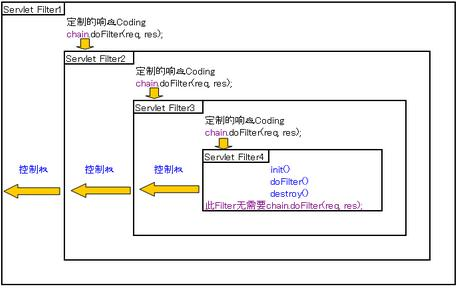 Servlet Filter1
定制的响应Coding
chain.doFilter(req, res);
Servlet Filter2
定制的响应Coding
chain.doFilter(req, res);
Servlet Filter3
定制的响应Coding
chain.doFilter(req, res);
Servlet Filter4
控制权
控制权
控制权
init()
doFilter()
destroy()
此Filter无需要chain.doFilter(req, res);